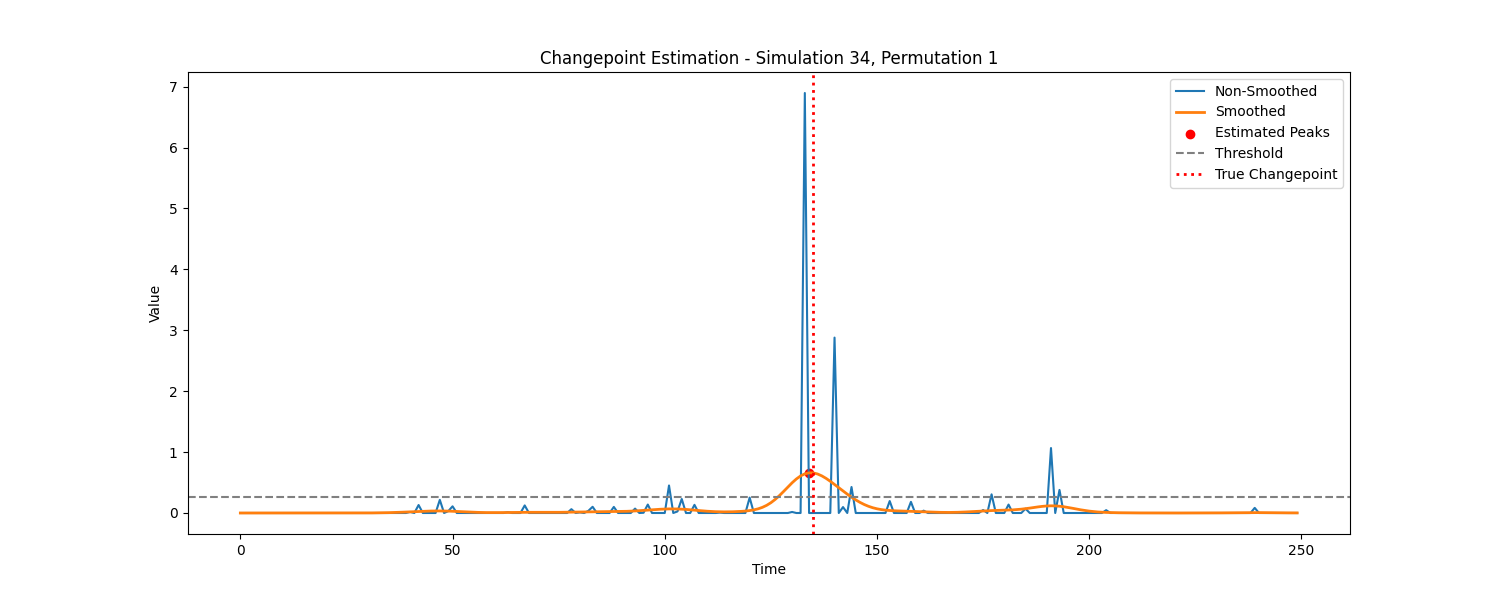 Changepoint Estimation - Simulation 34, Permutation 1
7
6
5
4
3
2
1
0
Value
Non-Smoothed
Smoothed
Estimated Peaks
Threshold
True Changepoint
0 50 100 150 200 250
Time